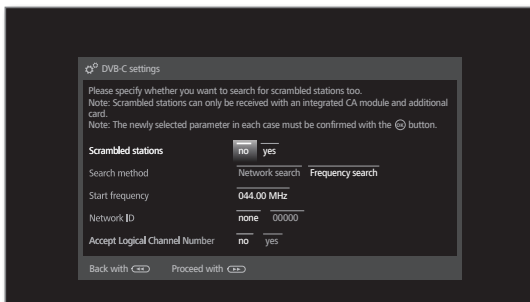 DVB-C settings
Please specify whether you want to search for scrambled stations too.
Note: Scrambled stations can only be received with an integrated CA module and additional
card.
Note: The newly selected parameter in each case must be confirmed with the OK button.
Scrambled stations no yes
Search method Network search Frequency search
Start frequency 044.00 MHz
Network ID none 00000
Accept Logical Channel Number no yes
Back with Proceed with